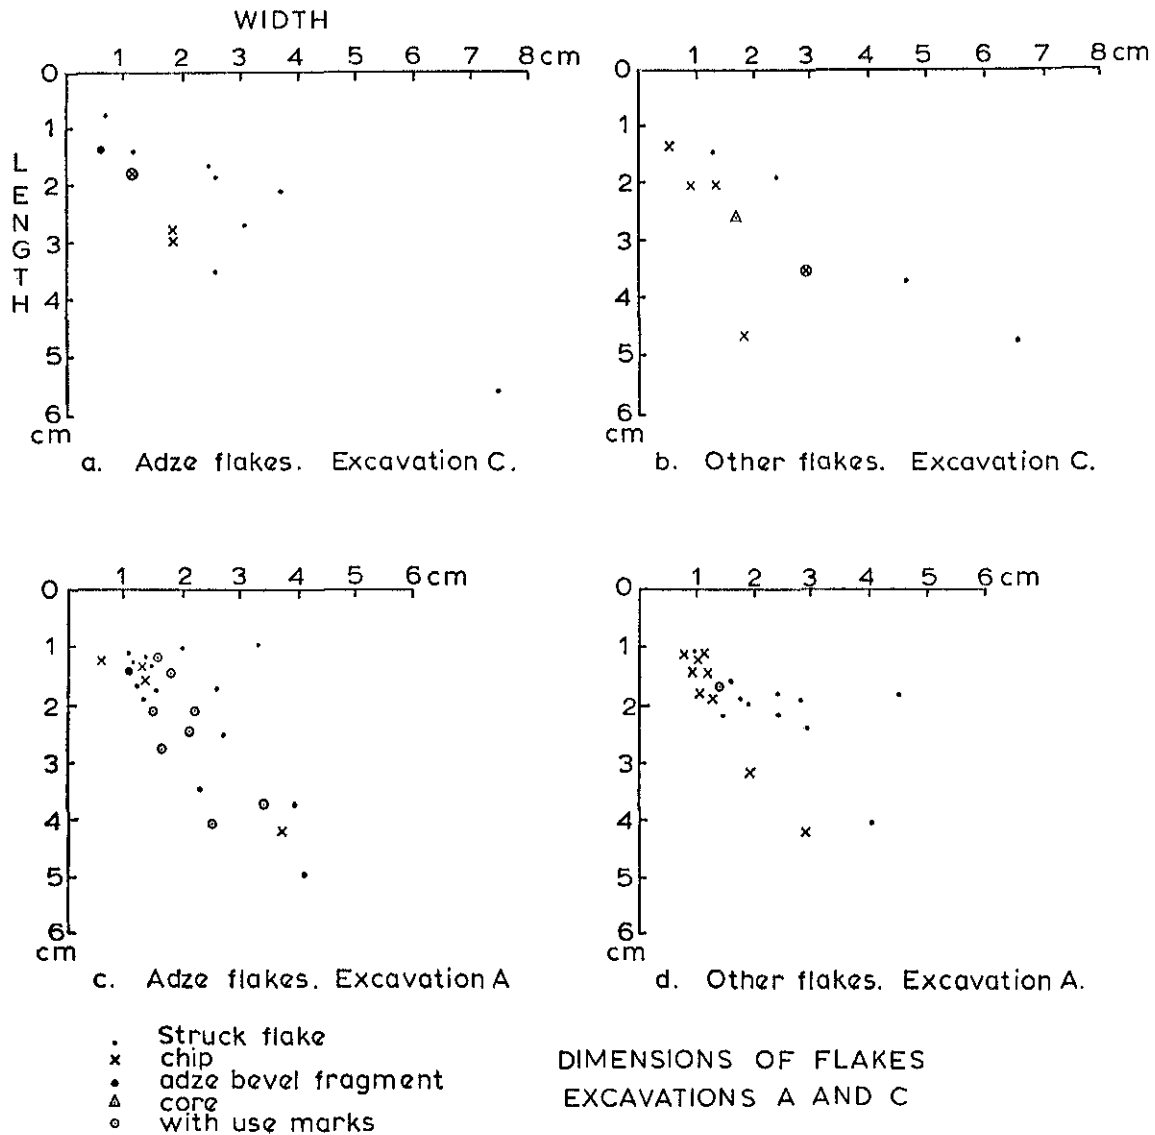 WIDTH
0 1 2 3 4 5 6 7 8 cm
LENGTH
1
2
3
4
5
6
cm
a. Adze flakes. Excavation C.
0 1 2 3 4 5 6 7 8 cm
1
2
3
4
5
6
cm
b. Other flakes. Excavation C.
0 1 2 3 4 5 6 cm
1
2
3
4
5
6
cm
c. Adze flakes. Excavation A
0 1 2 3 4 5 6 cm
1
2
3
4
5
6
cm
d. Other flakes. Excavation A.
Struck flake
chip
adze bevel fragment
core
with use marks
DIMENSIONS OF FLAKES
EXCAVATIONS A AND C